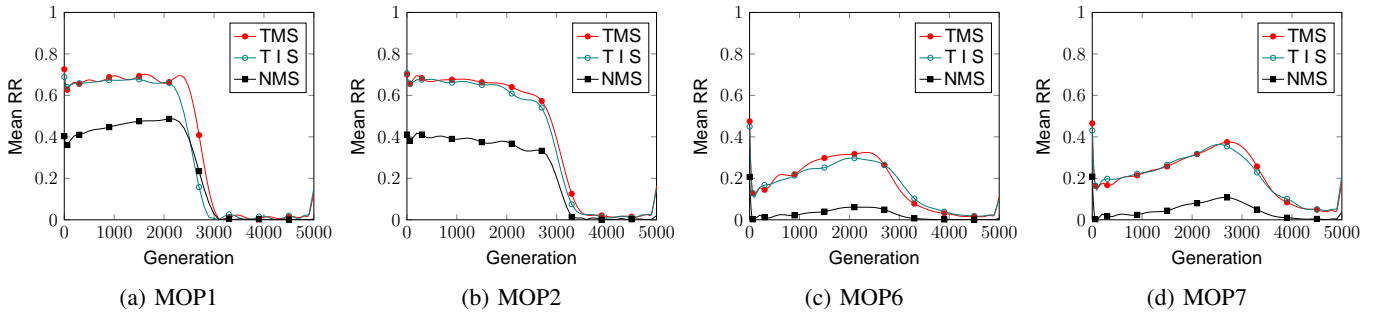 1
0.8
0.6
0.4
0.2
0
Mean RR
TMS
T I S
NMS
0 1000 2000 3000 4000 5000
Generation
(a) MOP1
1
0.8
0.6
0.4
0.2
0
Mean RR
TMS
T I S
NMS
0 1000 2000 3000 4000 5000
Generation
(b) MOP2
1
0.8
0.6
0.4
0.2
0
Mean RR
TMS
T I S
NMS
0 1000 2000 3000 4000 5000
Generation
(c) MOP6
1
0.8
0.6
0.4
0.2
0
Mean RR
TMS
T I S
NMS
0 1000 2000 3000 4000 5000
Generation
(d) MOP7